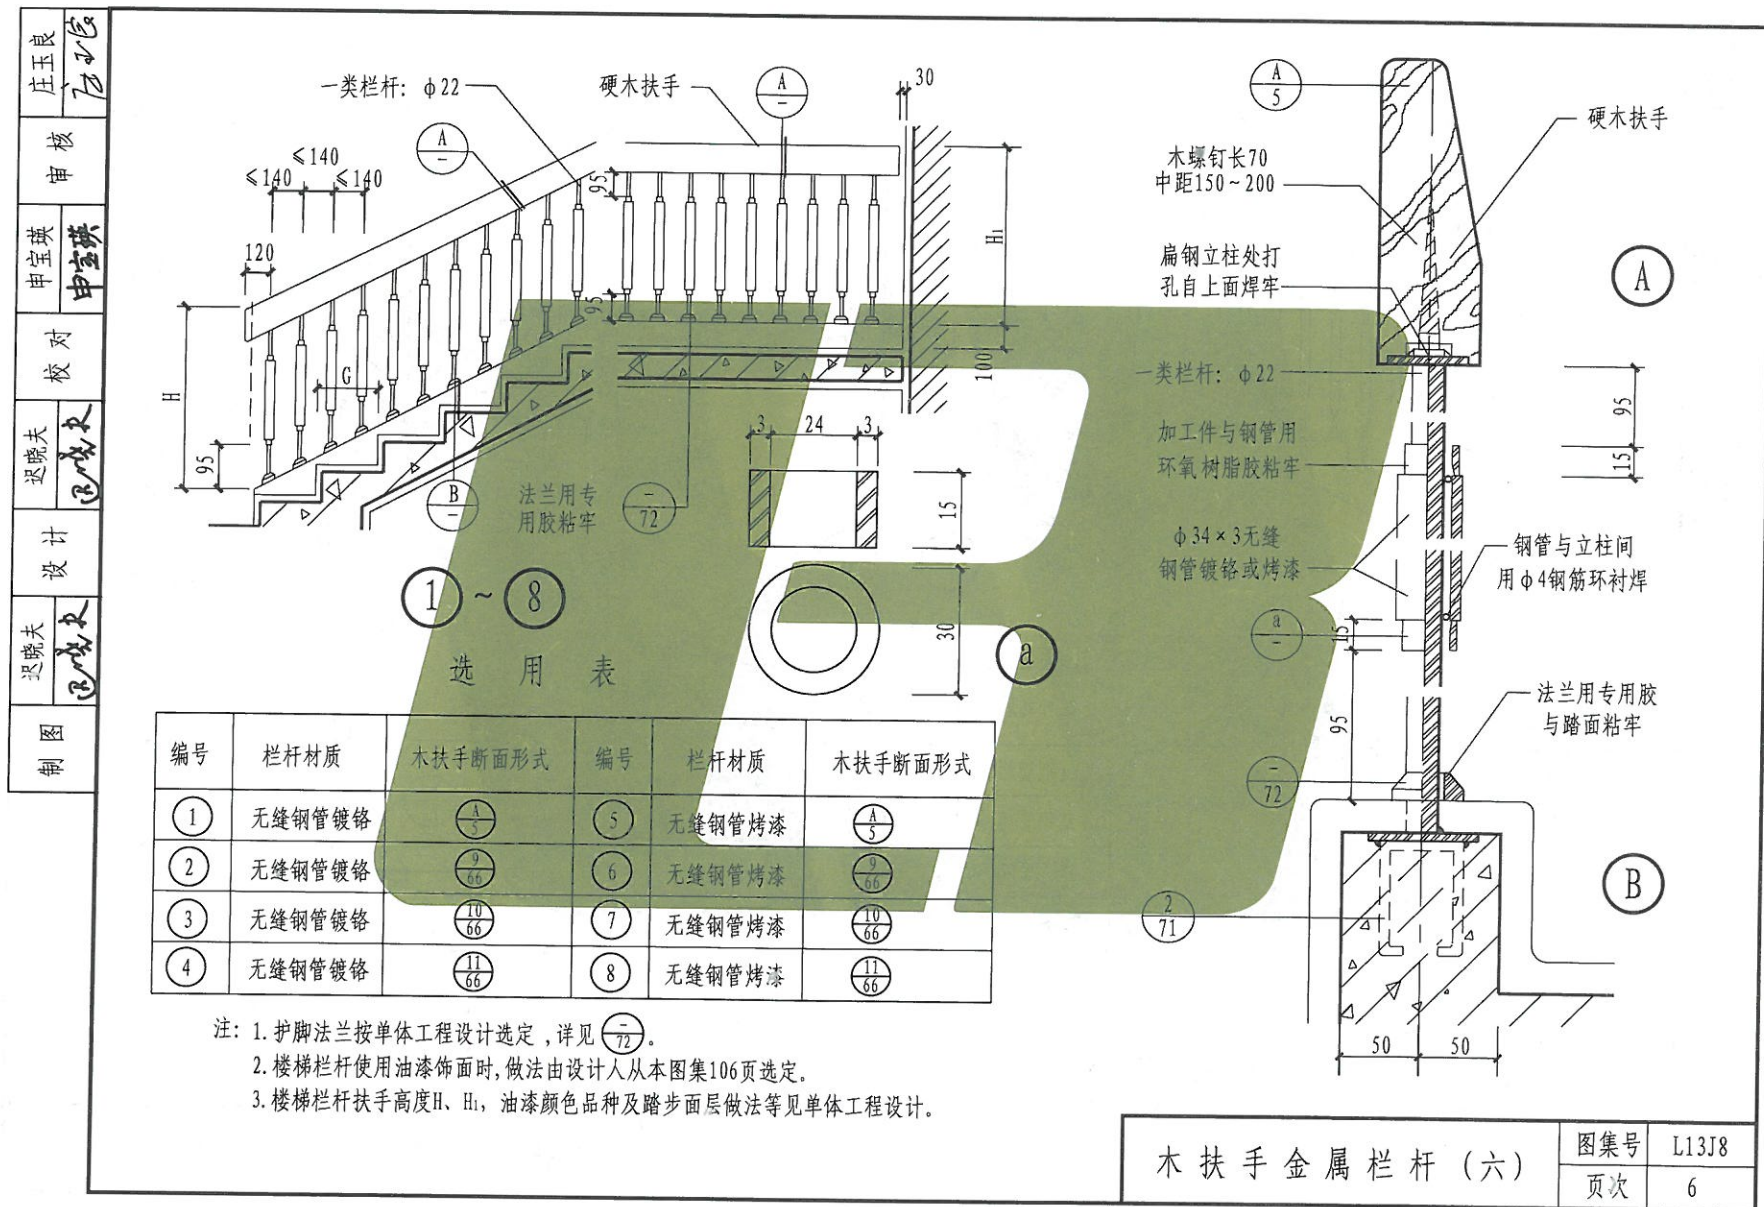 庄玉良
审核
申宝瑛
申宝瑛
校对
迟晓夫
设计
迟晓夫
制图
一类栏杆: ф22
硬木扶手
A
-
30
A
-
≤140
≤140
≤140
120
95
H₁
95
100
H
G
95
B
-
法兰用专
用胶粘牢
-
72
3
24
3
15
30
a
1 ~ 8
A
5
硬木扶手
木螺钉长70
中距150~200
扁钢立柱处打
孔自上面焊牢
A
一类栏杆: ф22
加工件与钢管用
环氧树脂胶粘牢
95
15
ф34×3无缝
钢管镀铬或烤漆
钢管与立柱间
用ф4钢筋环衬焊
a
-
15
95
法兰用专用胶
与踏面粘牢
-
72
B
2
71
50
50
选用表
编号 栏杆材质 木扶手断面形式 编号 栏杆材质 木扶手断面形式
1 无缝钢管镀铬 A/5 5 无缝钢管烤漆 A/5
2 无缝钢管镀铬 9/66 6 无缝钢管烤漆 9/66
3 无缝钢管镀铬 10/66 7 无缝钢管烤漆 10/66
4 无缝钢管镀铬 11/66 8 无缝钢管烤漆 11/66
注: 1.护脚法兰按单体工程设计选定,详见-/72。
2.楼梯栏杆使用油漆饰面时,做法由设计人从本图集106页选定。
3.楼梯栏杆扶手高度H、H₁, 油漆颜色品种及踏步面层做法等见单体工程设计。
木扶手金属栏杆(六)
图集号 L13J8
页次 6